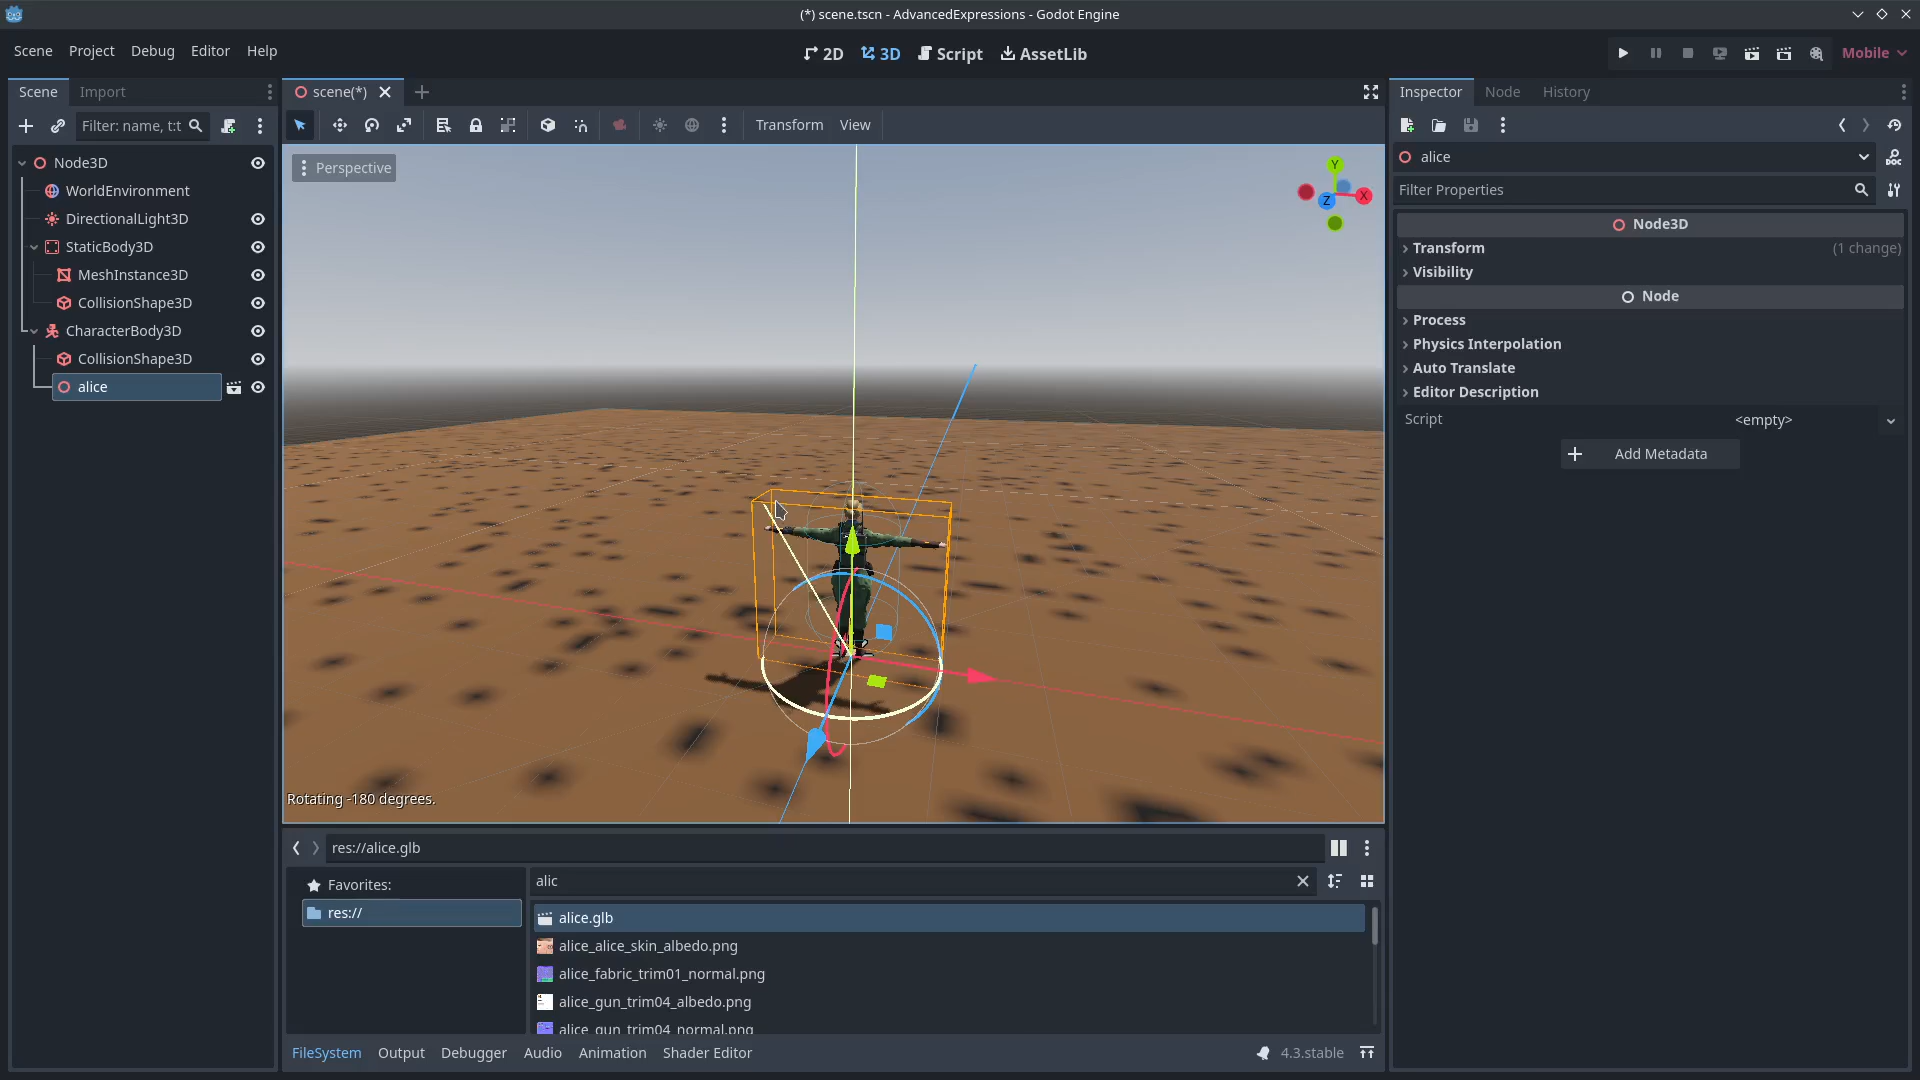 (*) scene.tscn - AdvancedExpressions - Godot Engine
Scene Project Debug Editor Help
2D 3D Script AssetLib
Mobile
Scene Import
Filter: name, t:t
Node3D
WorldEnvironment
DirectionalLight3D
StaticBody3D
MeshInstance3D
CollisionShape3D
CharacterBody3D
CollisionShape3D
alice
scene(*)
Transform View
Perspective
Y
X
Z
Rotating -180 degrees.
res://alice.glb
Favorites:
res://
alic
alice.glb
alice_alice_skin_albedo.png
alice_fabric_trim01_normal.png
alice_gun_trim04_albedo.png
alice_gun_trim04_normal.png
FileSystem Output Debugger Audio Animation Shader Editor
4.3.stable
Inspector Node History
alice
Filter Properties
Node3D
Transform (1 change)
Visibility
Node
Process
Physics Interpolation
Auto Translate
Editor Description
Script <empty>
Add Metadata